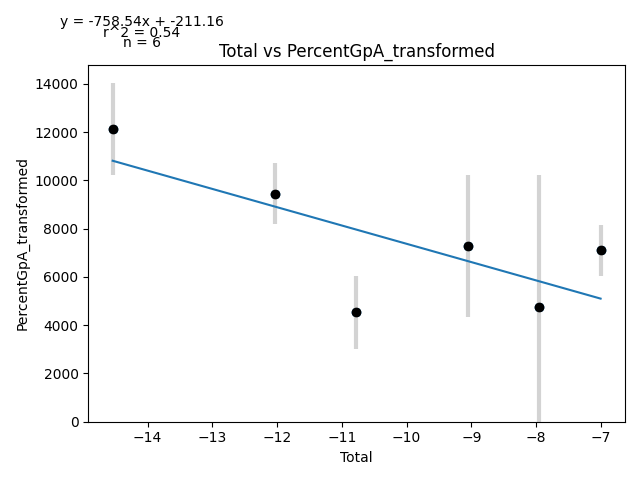 y = -758.54x + -211.16
r^2 = 0.54
n = 6
Total vs PercentGpA_transformed
PercentGpA_transformed
14000
12000
10000
8000
6000
4000
2000
0
−14
−13
−12
−11
−10
−9
−8
−7
Total